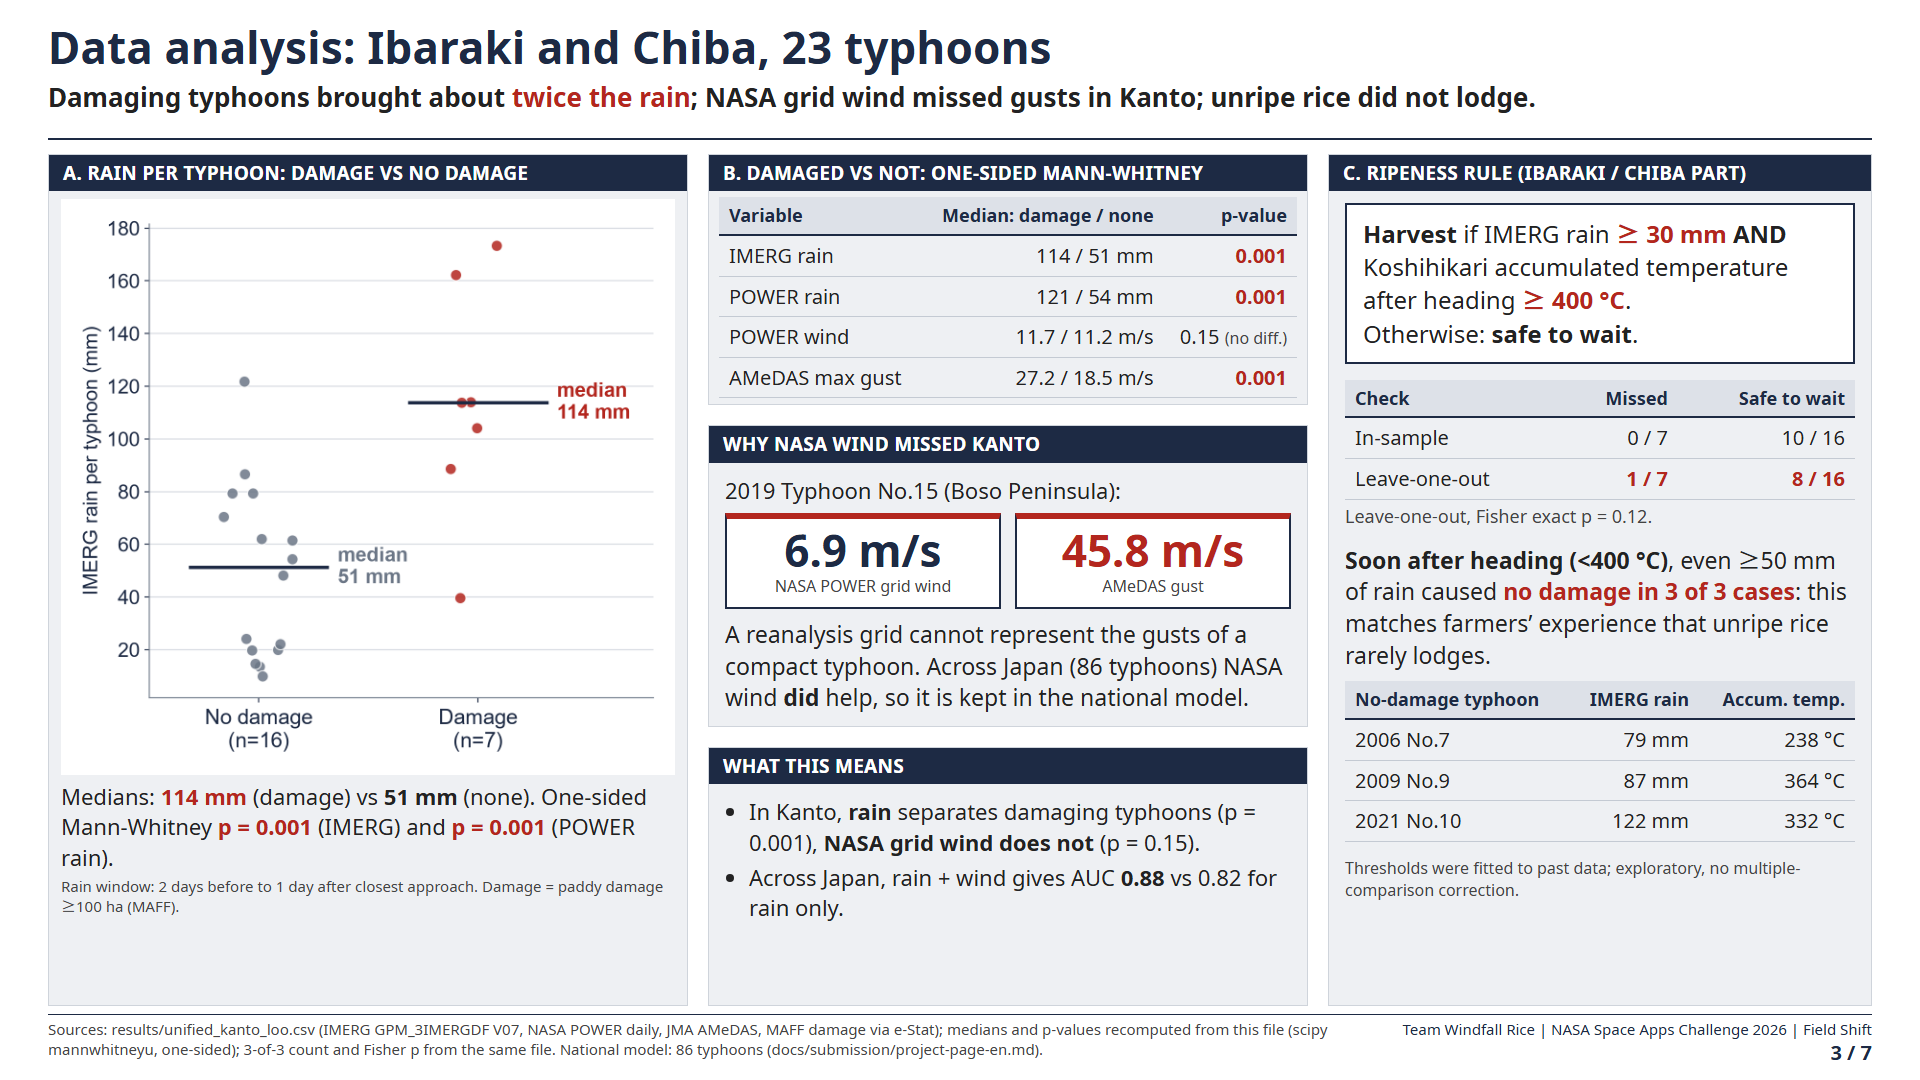 Data analysis: Ibaraki and Chiba, 23 typhoons
Damaging typhoons brought about twice the rain; NASA grid wind missed gusts in Kanto; unripe rice did not lodge.
A. RAIN PER TYPHOON: DAMAGE VS NO DAMAGE
IMERG rain per typhoon (mm)
180
160
140
120
100
80
60
40
20
median
114 mm
median
51 mm
No damage
(n=16)
Damage
(n=7)
Medians: 114 mm (damage) vs 51 mm (none). One-sided
Mann-Whitney p = 0.001 (IMERG) and p = 0.001 (POWER
rain).
Rain window: 2 days before to 1 day after closest approach. Damage = paddy damage
≥100 ha (MAFF).
B. DAMAGED VS NOT: ONE-SIDED MANN-WHITNEY
Variable Median: damage / none p-value
IMERG rain 114 / 51 mm 0.001
POWER rain 121 / 54 mm 0.001
POWER wind 11.7 / 11.2 m/s 0.15 (no diff.)
AMeDAS max gust 27.2 / 18.5 m/s 0.001
WHY NASA WIND MISSED KANTO
2019 Typhoon No.15 (Boso Peninsula):
6.9 m/s
NASA POWER grid wind
45.8 m/s
AMeDAS gust
A reanalysis grid cannot represent the gusts of a
compact typhoon. Across Japan (86 typhoons) NASA
wind did help, so it is kept in the national model.
WHAT THIS MEANS
• In Kanto, rain separates damaging typhoons (p =
0.001), NASA grid wind does not (p = 0.15).
• Across Japan, rain + wind gives AUC 0.88 vs 0.82 for
rain only.
C. RIPENESS RULE (IBARAKI / CHIBA PART)
Harvest if IMERG rain ≥ 30 mm AND
Koshihikari accumulated temperature
after heading ≥ 400 °C.
Otherwise: safe to wait.
Check Missed Safe to wait
In-sample 0 / 7 10 / 16
Leave-one-out 1 / 7 8 / 16
Leave-one-out, Fisher exact p = 0.12.
Soon after heading (<400 °C), even ≥50 mm
of rain caused no damage in 3 of 3 cases: this
matches farmers’ experience that unripe rice
rarely lodges.
No-damage typhoon IMERG rain Accum. temp.
2006 No.7 79 mm 238 °C
2009 No.9 87 mm 364 °C
2021 No.10 122 mm 332 °C
Thresholds were fitted to past data; exploratory, no multiple-
comparison correction.
Sources: results/unified_kanto_loo.csv (IMERG GPM_3IMERGDF V07, NASA POWER daily, JMA AMeDAS, MAFF damage via e-Stat); medians and p-values recomputed from this file (scipy
mannwhitneyu, one-sided); 3-of-3 count and Fisher p from the same file. National model: 86 typhoons (docs/submission/project-page-en.md).
Team Windfall Rice | NASA Space Apps Challenge 2026 | Field Shift
3 / 7